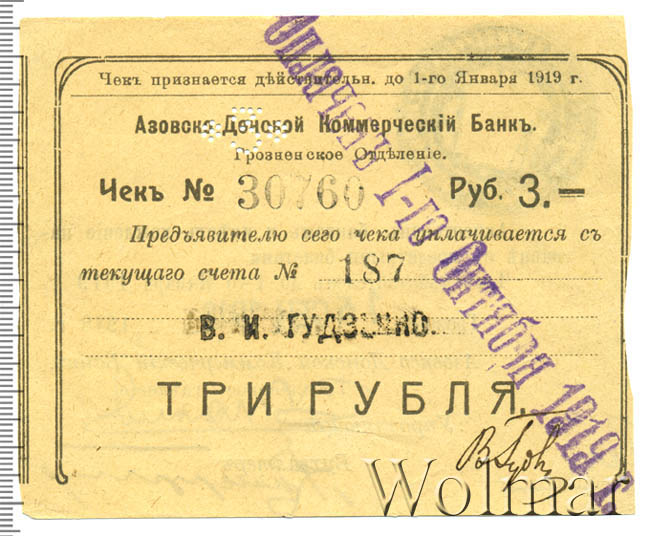 Чекъ признается дѣйствительн. до 1-го Января 1919 г.
Азовско-Донской Коммерческій Банкъ.
Грозненское Отдѣленіе.
Чекъ № 30760 Руб. 3.—
Предъявителю сего чека уплачивается съ
текущаго счета № 187
В. И. ГУДЗЕНКО.
ТРИ РУБЛЯ.
1-го Октября 1919 г.
Wolmar